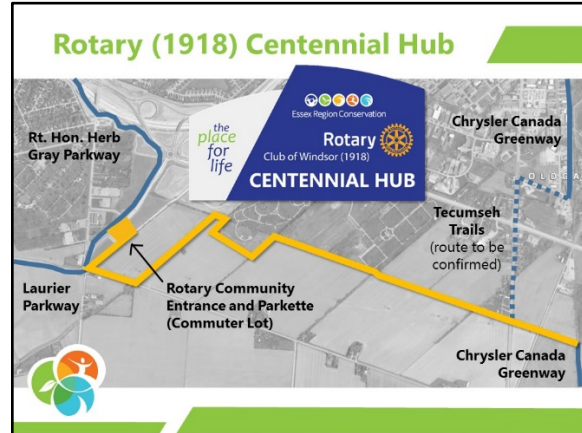 Rotary (1918) Centennial Hub
Rt. Hon. Herb
Gray Parkway
the
place
for
life
Essex Region Conservation
Rotary
Club of Windsor (1918)
CENTENNIAL HUB
Chrysler Canada
Greenway
Tecumseh
Trails
(route to be
confirmed)
Laurier
Parkway
Rotary Community
Entrance and Parkette
(Commuter Lot)
Chrysler Canada
Greenway